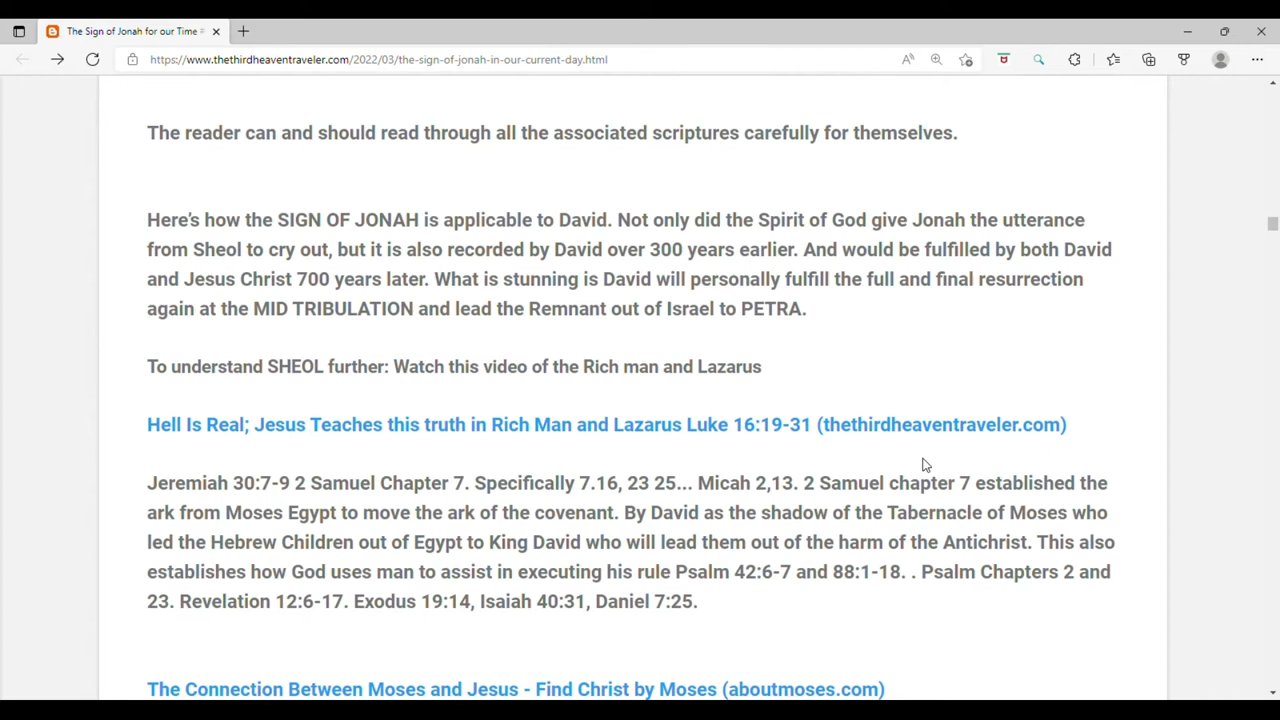 The Sign of Jonah for our Time
https://www.thethirdheaventraveler.com/2022/03/the-sign-of-jonah-in-our-current-day.html
The reader can and should read through all the associated scriptures carefully for themselves.
Here's how the SIGN OF JONAH is applicable to David. Not only did the Spirit of God give Jonah the utterance
from Sheol to cry out, but it is also recorded by David over 300 years earlier. And would be fulfilled by both David
and Jesus Christ 700 years later. What is stunning is David will personally fulfill the full and final resurrection
again at the MID TRIBULATION and lead the Remnant out of Israel to PETRA.
To understand SHEOL further: Watch this video of the Rich man and Lazarus
Hell Is Real; Jesus Teaches this truth in Rich Man and Lazarus Luke 16:19-31 (thethirdheaventraveler.com)
Jeremiah 30:7-9 2 Samuel Chapter 7. Specifically 7.16, 23 25... Micah 2,13. 2 Samuel chapter 7 established the
ark from Moses Egypt to move the ark of the covenant. By David as the shadow of the Tabernacle of Moses who
led the Hebrew Children out of Egypt to King David who will lead them out of the harm of the Antichrist. This also
establishes how God uses man to assist in executing his rule Psalm 42:6-7 and 88:1-18. . Psalm Chapters 2 and
23. Revelation 12:6-17. Exodus 19:14, Isaiah 40:31, Daniel 7:25.
The Connection Between Moses and Jesus - Find Christ by Moses (aboutmoses.com)